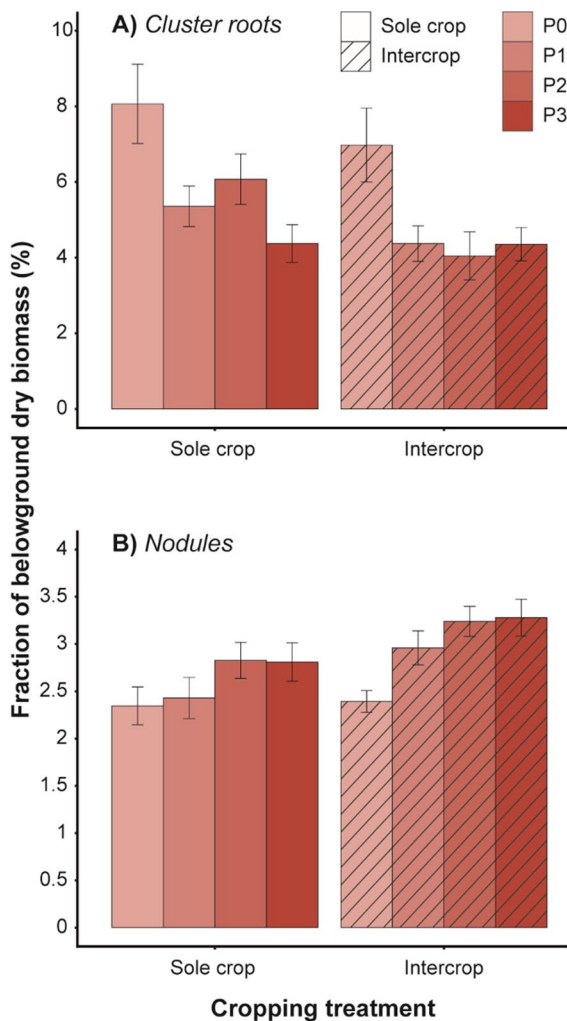 Fraction of belowground dry biomass (%)
A) Cluster roots
Sole crop
Intercrop
P0
P1
P2
P3
10
8
6
4
2
0
Sole crop Intercrop
B) Nodules
4
3.5
3
2.5
2
1.5
1
0.5
0
Sole crop Intercrop
Cropping treatment